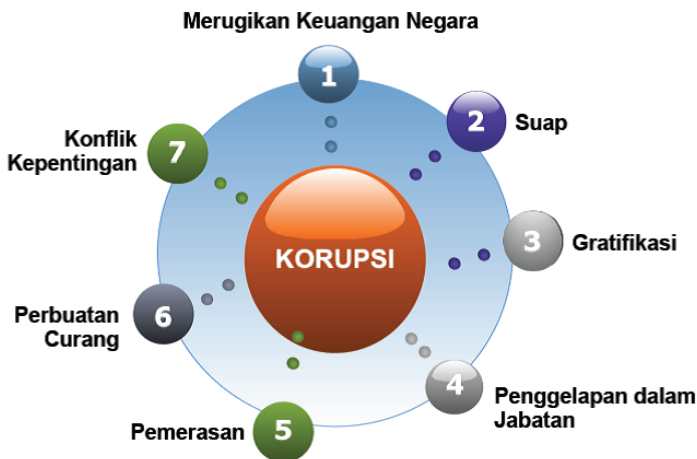 Merugikan Keuangan Negara
1
2
Suap
3
Gratifikasi
4
Penggelapan dalam
Jabatan
5
Pemerasan
6
Perbuatan
Curang
7
Konflik
Kepentingan
KORUPSI